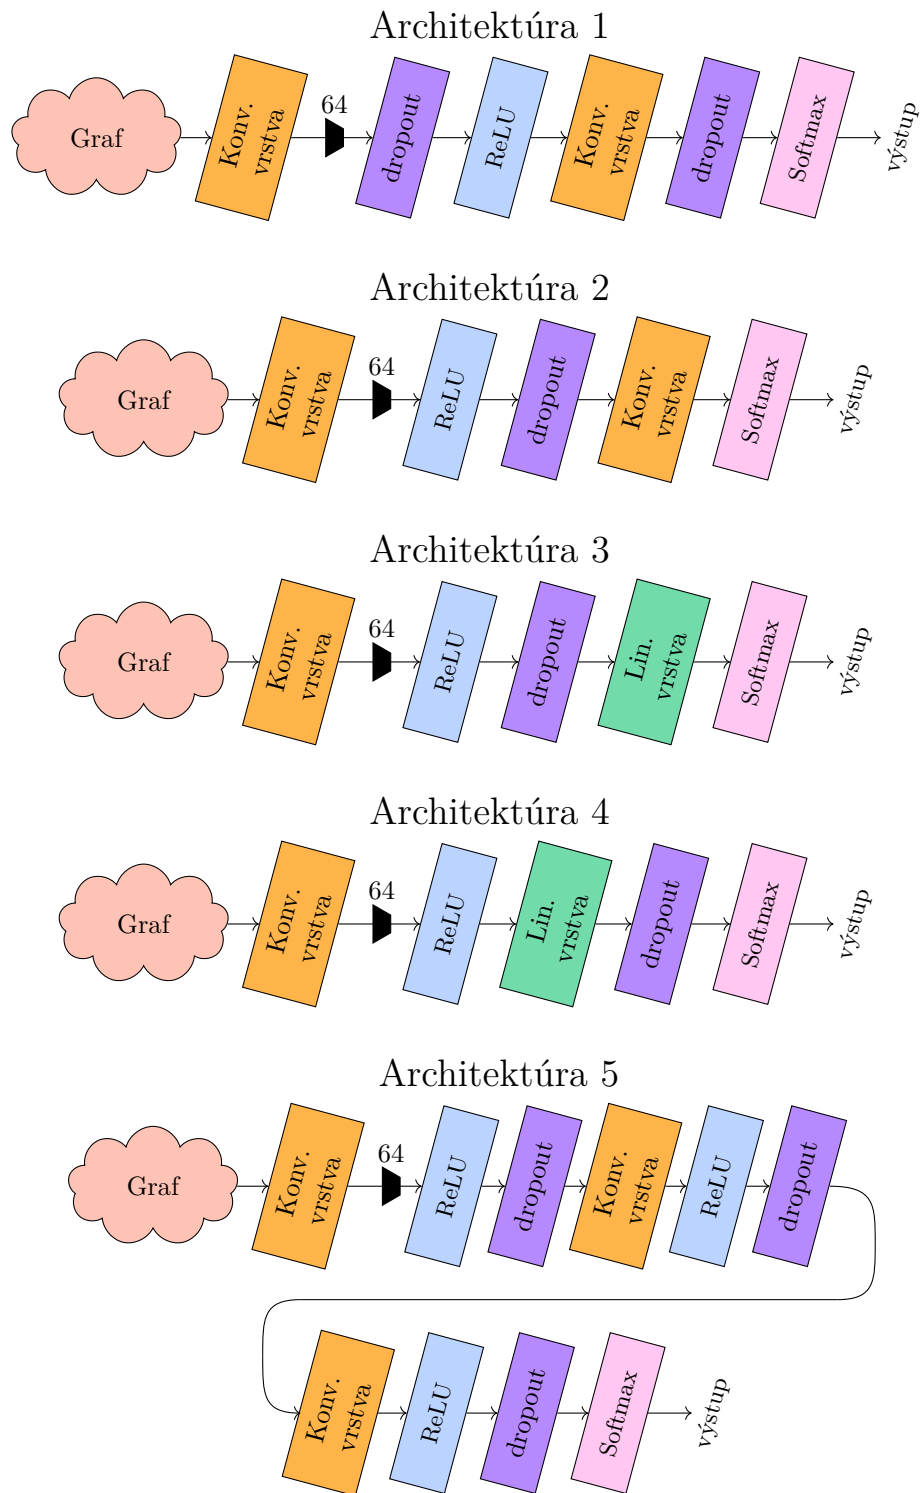 Architektúra 1
Graf
Konv.
vrstva
64
dropout
ReLU
Konv.
vrstva
dropout
Softmax
výstup
Architektúra 2
Graf
Konv.
vrstva
64
ReLU
dropout
Konv.
vrstva
Softmax
výstup
Architektúra 3
Graf
Konv.
vrstva
64
ReLU
dropout
Lin.
vrstva
Softmax
výstup
Architektúra 4
Graf
Konv.
vrstva
64
ReLU
Lin.
vrstva
dropout
Softmax
výstup
Architektúra 5
Graf
Konv.
vrstva
64
ReLU
dropout
Konv.
vrstva
ReLU
dropout
Konv.
vrstva
ReLU
dropout
Softmax
výstup